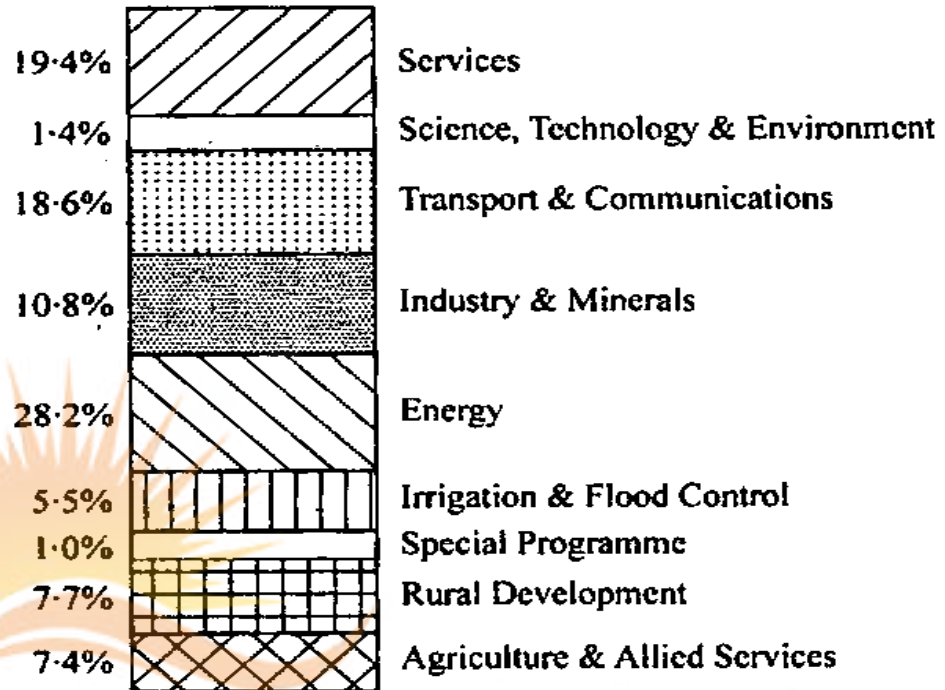 19·4% Services
1·4% Science, Technology & Environment
18·6% Transport & Communications
10·8% Industry & Minerals
28·2% Energy
5·5% Irrigation & Flood Control
1·0% Special Programme
7·7% Rural Development
7·4% Agriculture & Allied Services